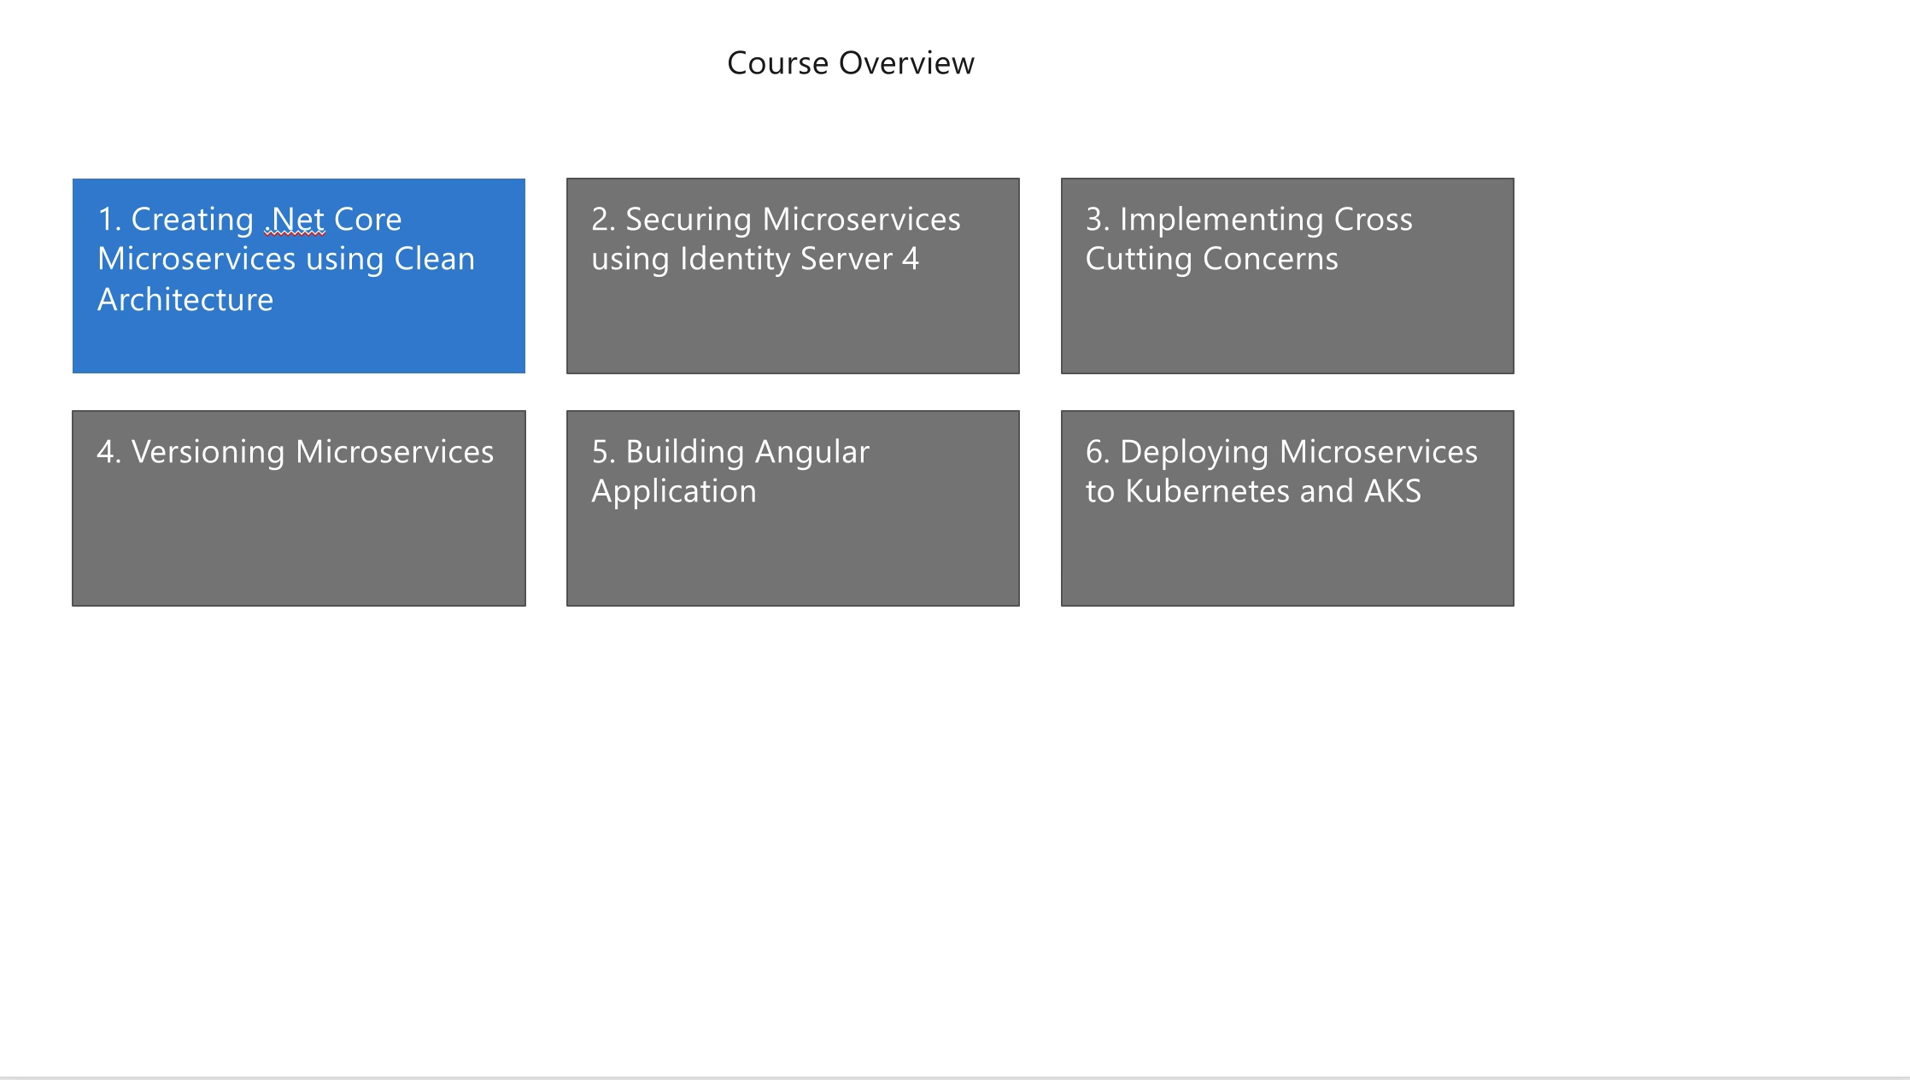 Course Overview
1. Creating .Net Core
Microservices using Clean
Architecture
2. Securing Microservices
using Identity Server 4
3. Implementing Cross
Cutting Concerns
4. Versioning Microservices
5. Building Angular
Application
6. Deploying Microservices
to Kubernetes and AKS